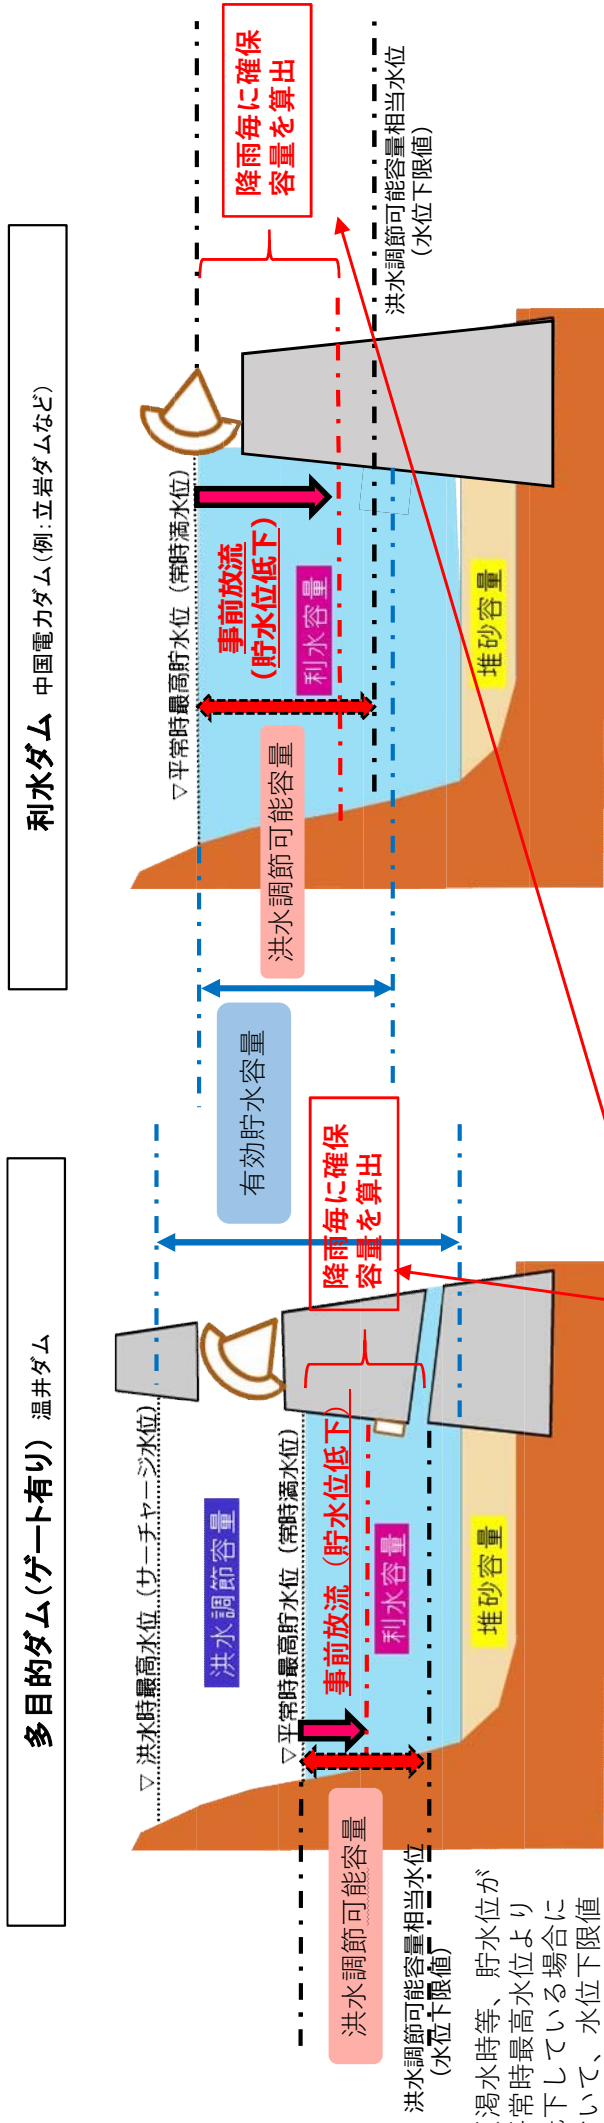 多目的ダム(ゲート有り) 温井ダム
▽ 洪水時最高水位 (サーチャージ水位)
洪水調節容量
▽平常時最高貯水位 (常時満水位)
事前放流 (貯水位低下)
利水容量
堆砂容量
洪水調節可能容量
洪水調節可能容量相当水位
(水位下限値)
降雨毎に確保
容量を算出
有効貯水容量
渇水時等、貯水位が
常時最高水位より
下している場合に
いて、水位下限値
利水ダム 中国電力ダム(例:立岩ダムなど)
▽平常時最高貯水位 (常時満水位)
事前放流
(貯水位低下)
利水容量
堆砂容量
洪水調節可能容量
降雨毎に確保
容量を算出
洪水調節可能容量相当水位
(水位下限値)